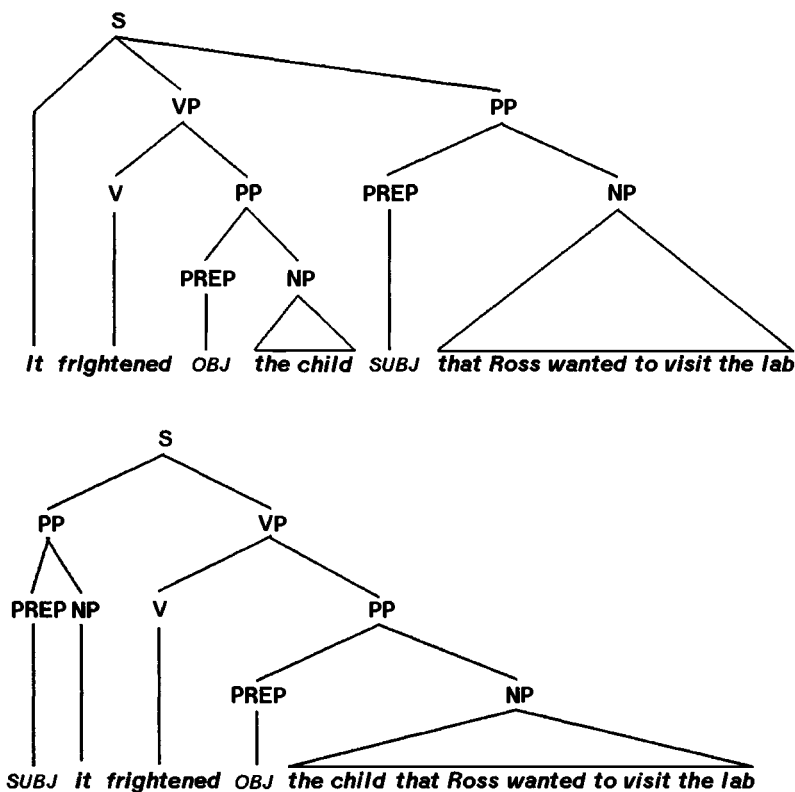 S
VP PP
V PP PREP NP
PREP NP
It frightened OBJ the child SUBJ that Ross wanted to visit the lab
S
PP VP
PREP NP V PP
PREP NP
SUBJ it frightened OBJ the child that Ross wanted to visit the lab